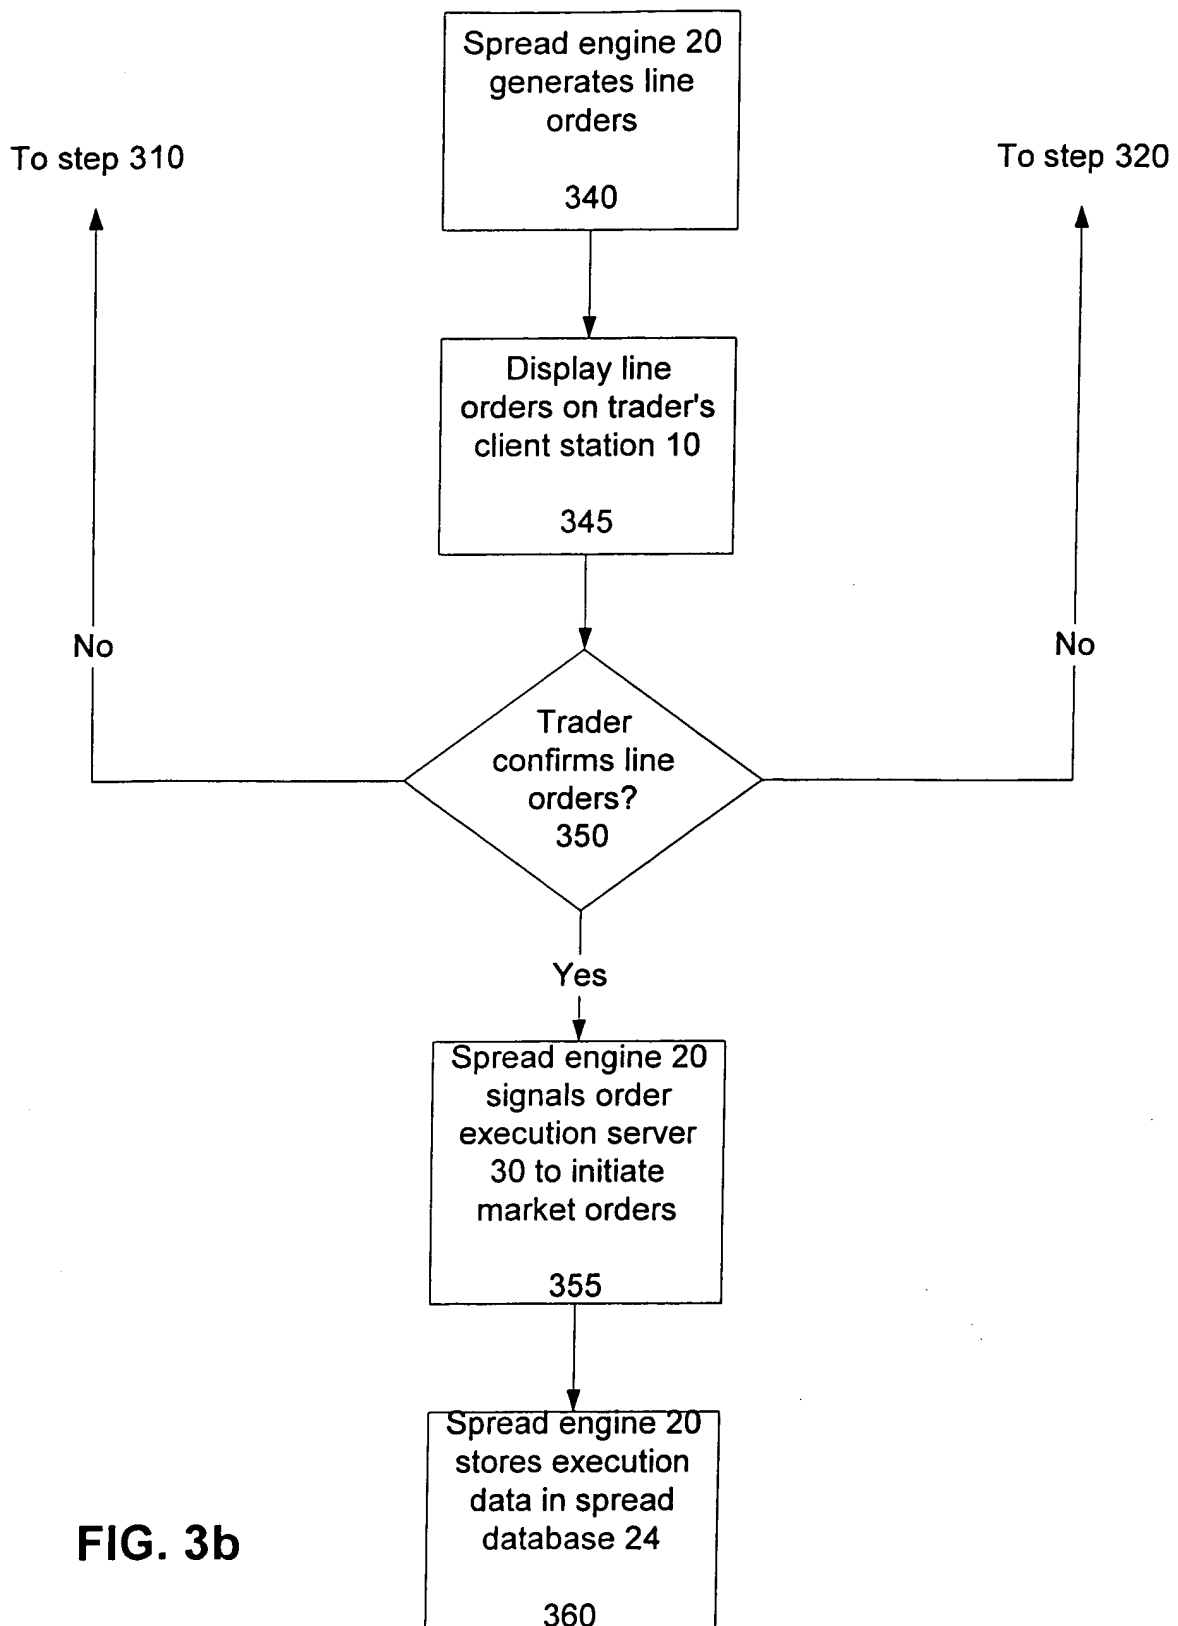 Spread engine 20
generates line
orders
340
To step 310
To step 320
Display line
orders on trader's
client station 10
345
No
No
Trader
confirms line
orders?
350
Yes
Spread engine 20
signals order
execution server
30 to initiate
market orders
355
Spread engine 20
stores execution
data in spread
database 24
360
FIG. 3b